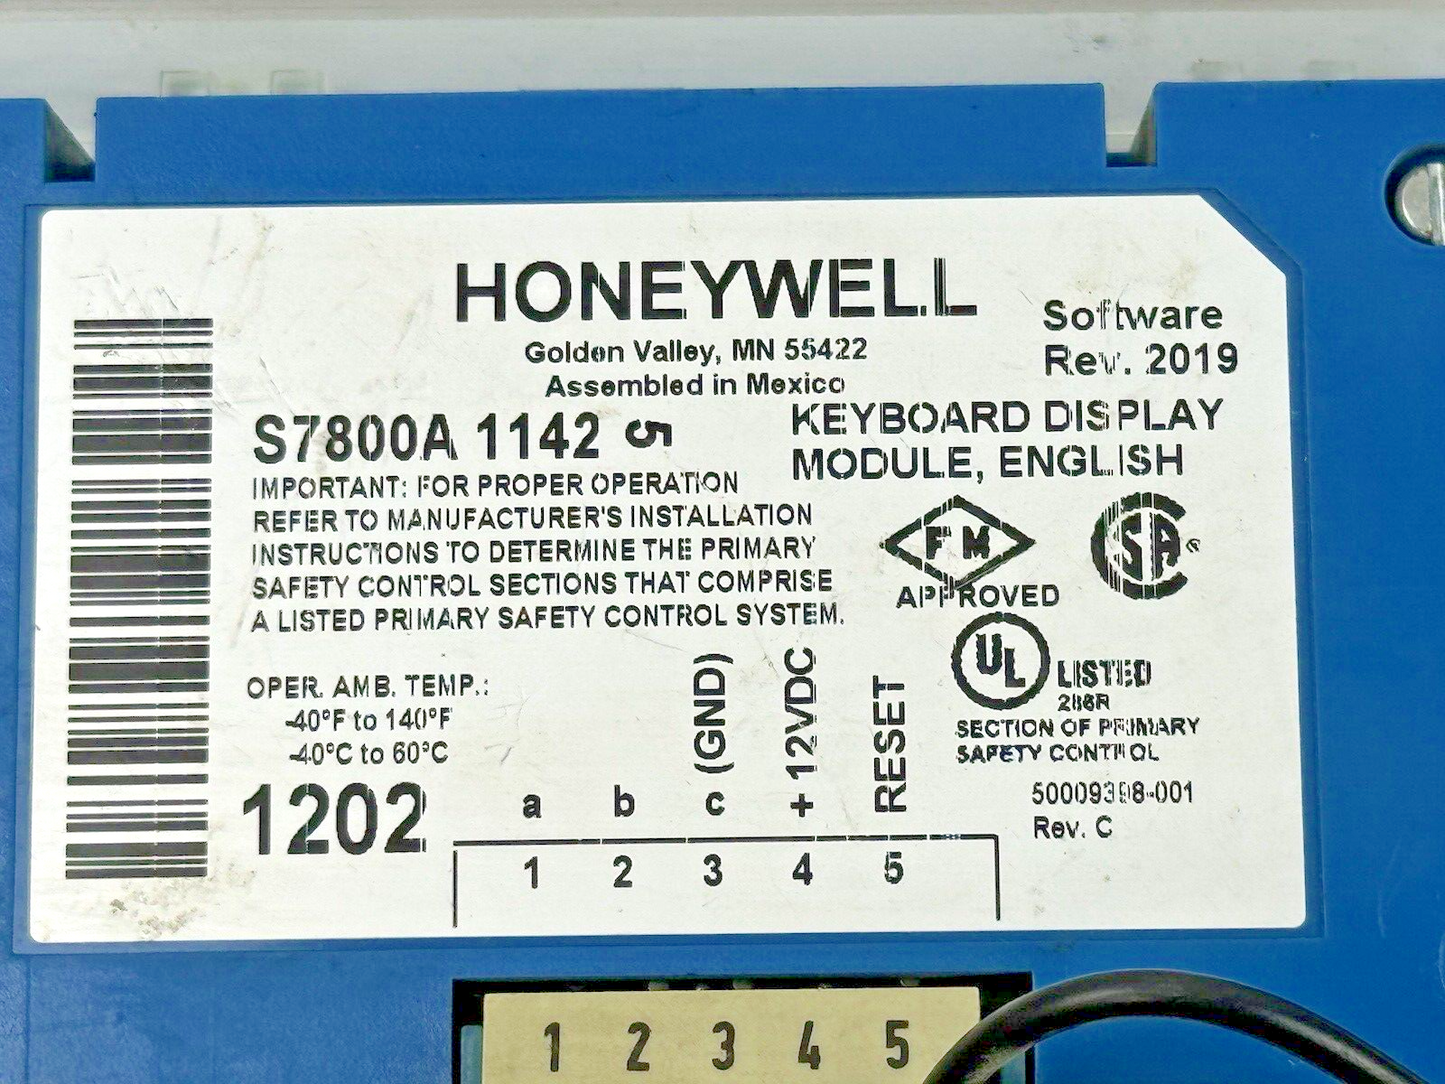 HONEYWELL
Golden Valley, MN 55422
Assembled in Mexico
Software
Rev. 2019
S7800A 1142 5
KEYBOARD DISPLAY
MODULE, ENGLISH
IMPORTANT: FOR PROPER OPERATION
REFER TO MANUFACTURER'S INSTALLATION
INSTRUCTIONS TO DETERMINE THE PRIMARY
SAFETY CONTROL SECTIONS THAT COMPRISE
A LISTED PRIMARY SAFETY CONTROL SYSTEM.
FM
APPROVED
CSA®
UL LISTED
SECTION OF PRIMARY
SAFETY CONTROL
Rev. C
OPER. AMB. TEMP.:
-40°F to 140°F
-40°C to 60°C
1202
(GND) +12VDC RESET
a b c
1 2 3 4 5
1 2 3 4 5